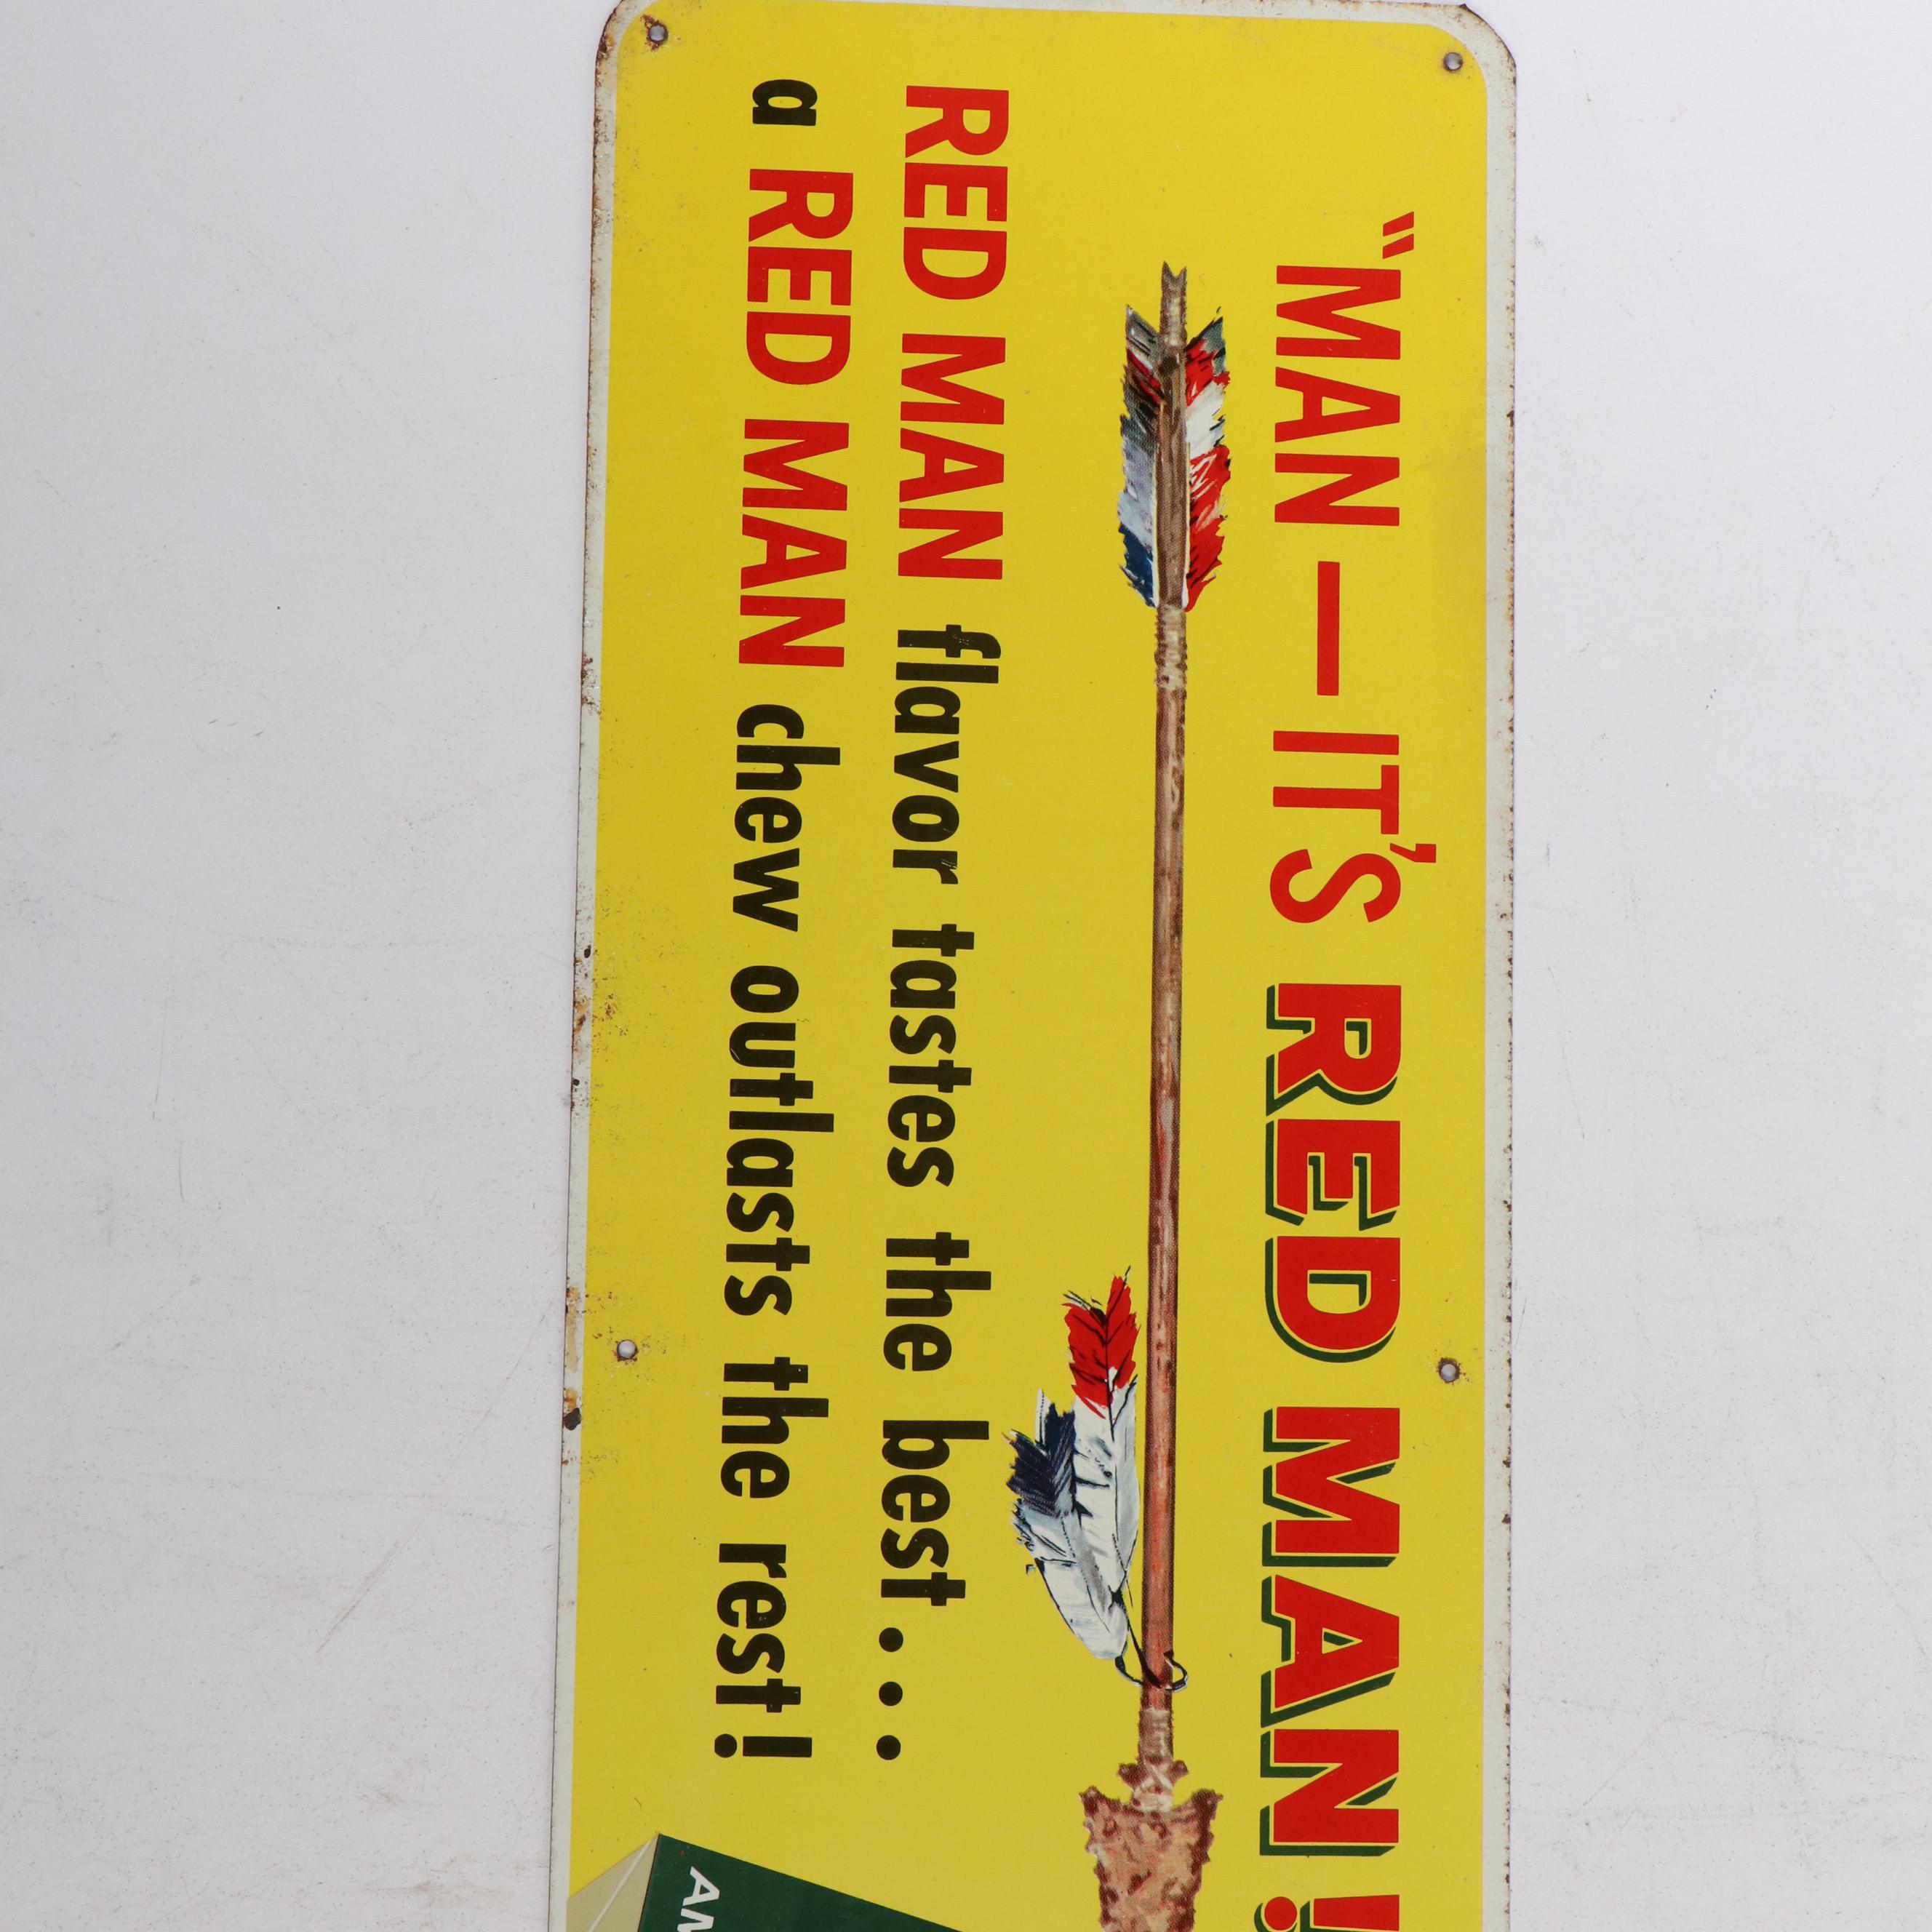 "MAN — IT'S RED MAN!
RED MAN flavor tastes the best . . .
a RED MAN chew outlasts the rest!